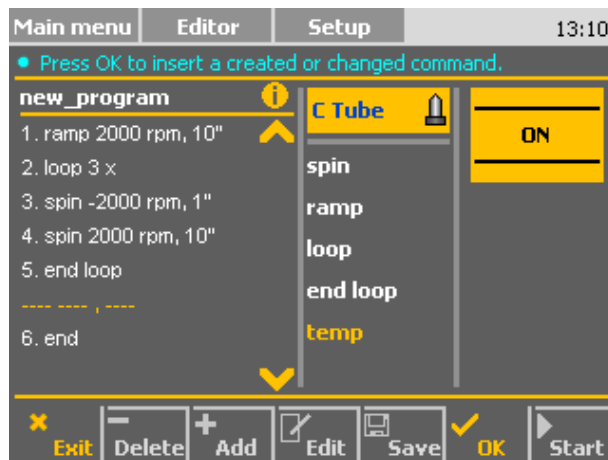 Main menu Editor Setup 13:10
• Press OK to insert a created or changed command.
new_program
1. ramp 2000 rpm, 10"
2. loop 3 x
3. spin -2000 rpm, 1"
4. spin 2000 rpm, 10"
5. end loop
---- ---- , ----
6. end
C Tube
spin
ramp
loop
end loop
temp
ON
Exit Delete Add Edit Save OK Start